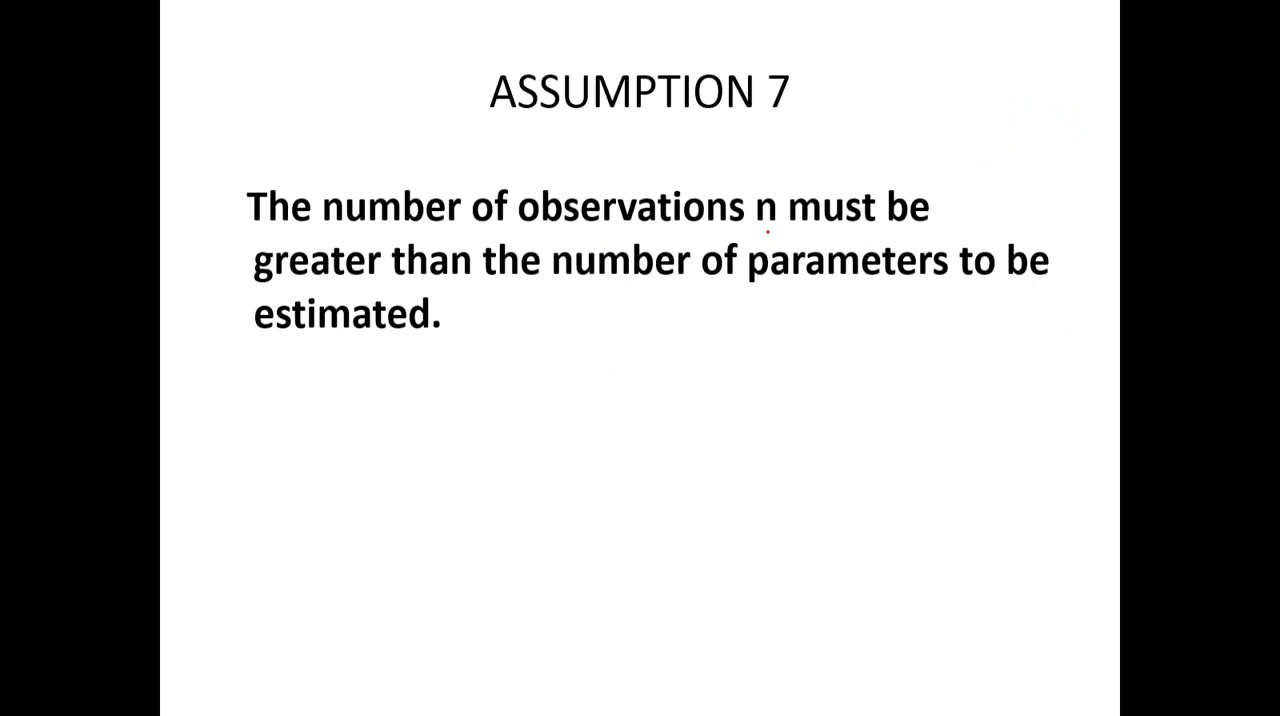 ASSUMPTION 7
The number of observations n must be
greater than the number of parameters to be
estimated.